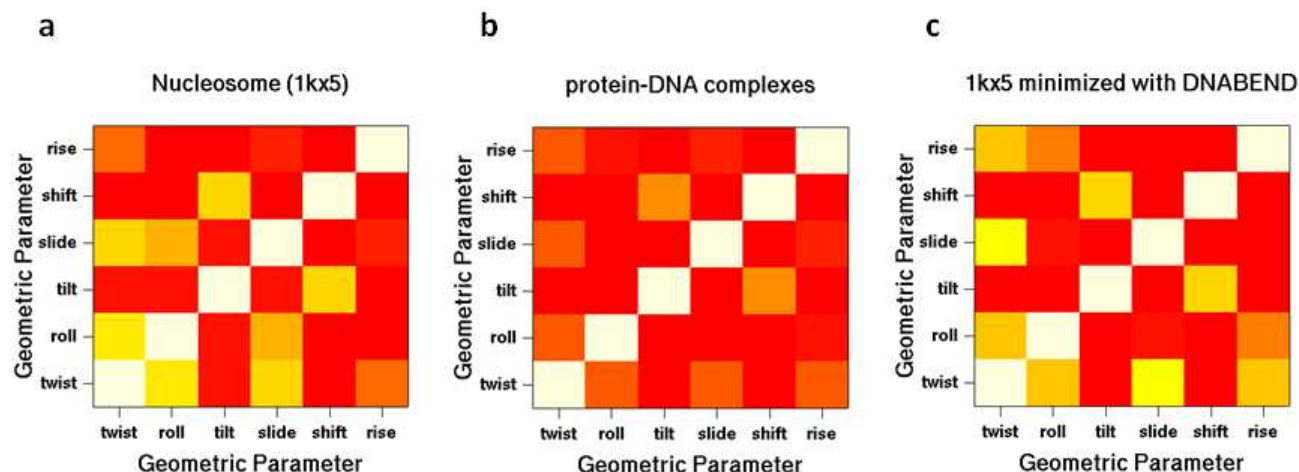 a
Nucleosome (1kx5)
Geometric Parameter
rise
shift
slide
tilt
roll
twist
twist roll tilt slide shift rise
Geometric Parameter
b
protein-DNA complexes
Geometric Parameter
rise
shift
slide
tilt
roll
twist
twist roll tilt slide shift rise
Geometric Parameter
c
1kx5 minimized with DNABEND
Geometric Parameter
rise
shift
slide
tilt
roll
twist
twist roll tilt slide shift rise
Geometric Parameter